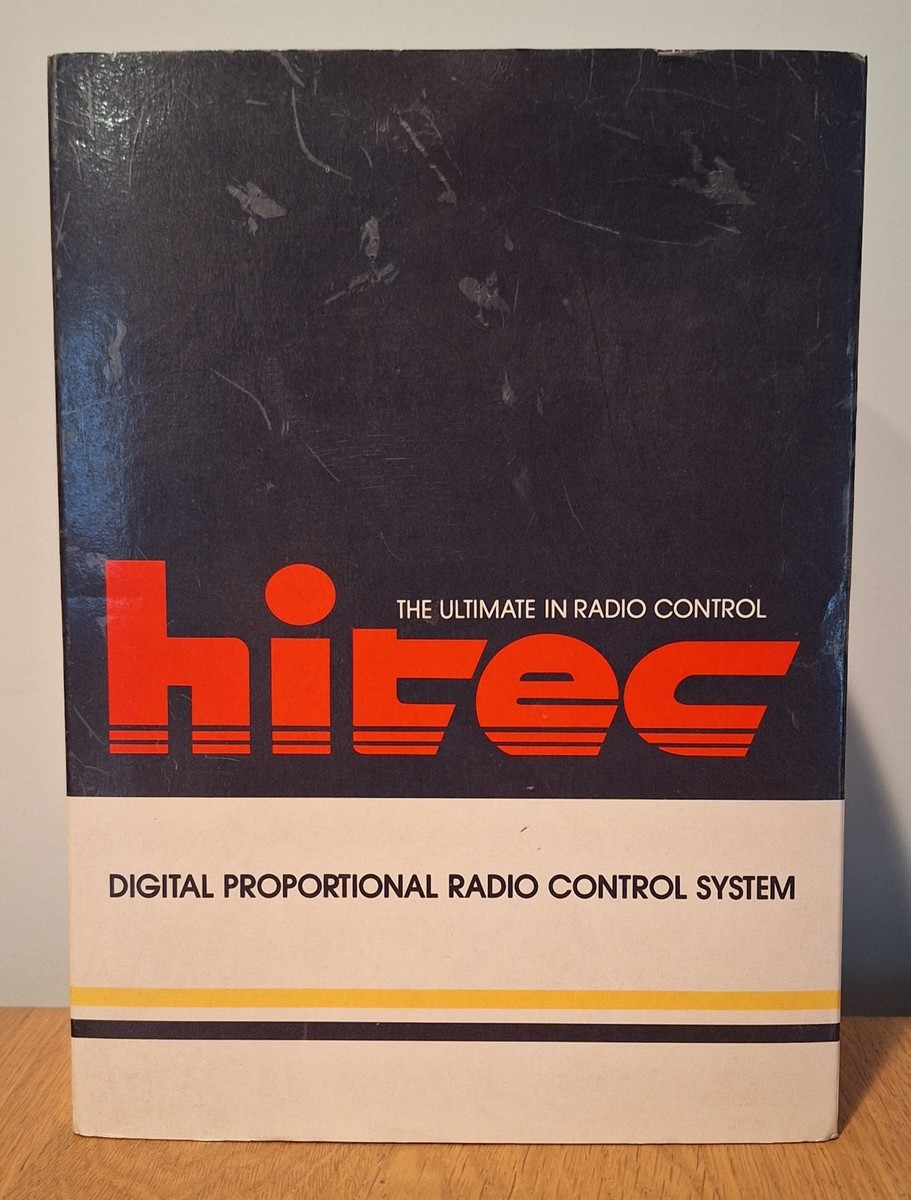 THE ULTIMATE IN RADIO CONTROL
hitec
DIGITAL PROPORTIONAL RADIO CONTROL SYSTEM